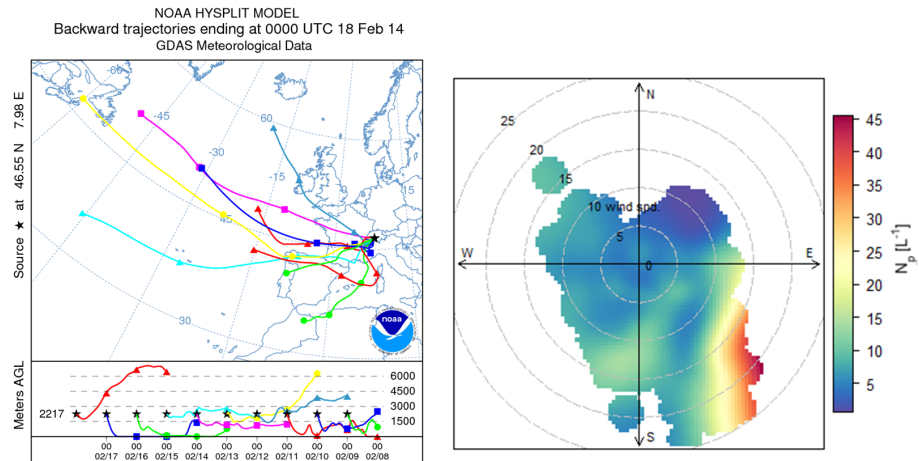 NOAA HYSPLIT MODEL
Backward trajectories ending at 0000 UTC 18 Feb 14
GDAS Meteorological Data
Source ★ at 46.55 N 7.98 E
-60
-45
-30
-15
60
45
30
15
noaa
Meters AGL
2217
6000
4500
3000
1500
00 00 00 00 00 00 00 00 00 00
02/17 02/16 02/15 02/14 02/13 02/12 02/11 02/10 02/09 02/08
N
25
20
15
10 wind spd.
5
0
W
E
S
45
40
35
30
25
20
15
10
5
Np [L-1]